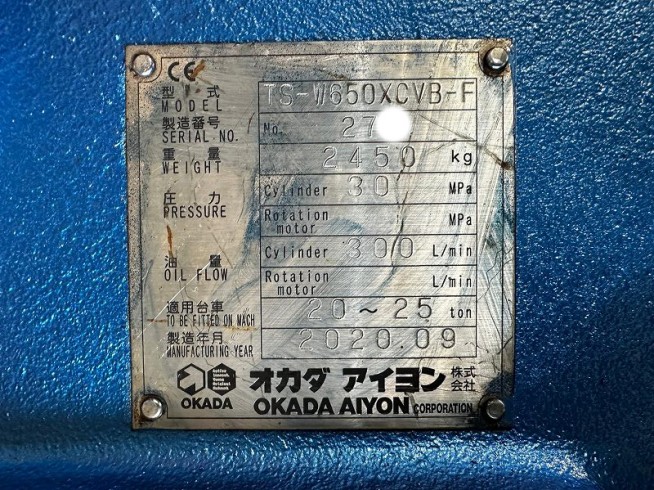 CE
型式 TS-W650XCVB-F
MODEL
製造番号 No. 27
SERIAL NO.
重量 2450 kg
WEIGHT
圧力 Cylinder 30 MPa
PRESSURE
Rotation motor MPa
油量 Cylinder 300 L/min
OIL FLOW
Rotation motor L/min
適用台車 20~25 ton
TO BE FITTED ON MACH
製造年月 2020.09
MANUFACTURING YEAR
オカダ アイヨン 株式会社
OKADA OKADA AIYON CORPORATION